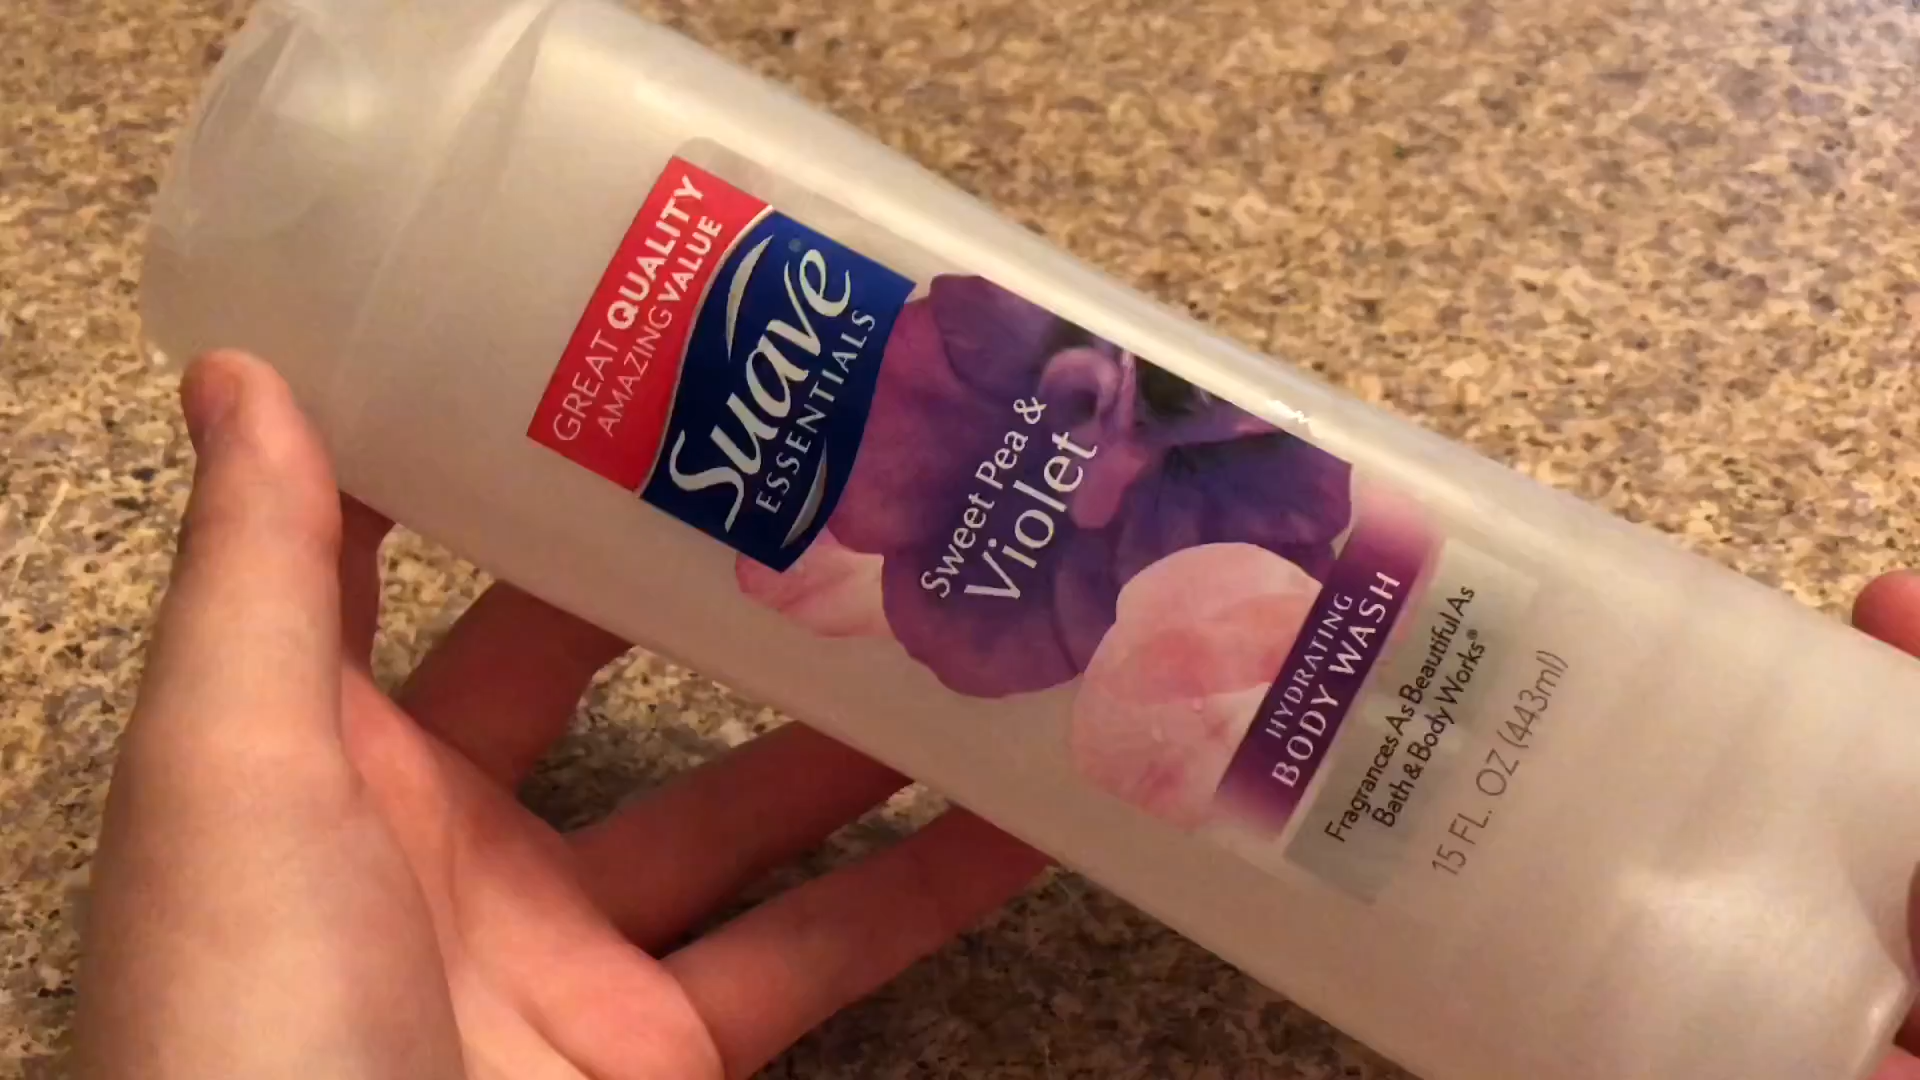 GREAT QUALITY
AMAZING VALUE
Suave®
ESSENTIALS
Sweet Pea &
Violet
HYDRATING
BODY WASH
Fragrances As Beautiful As
Bath & Body Works®
15 FL. OZ (443ml)